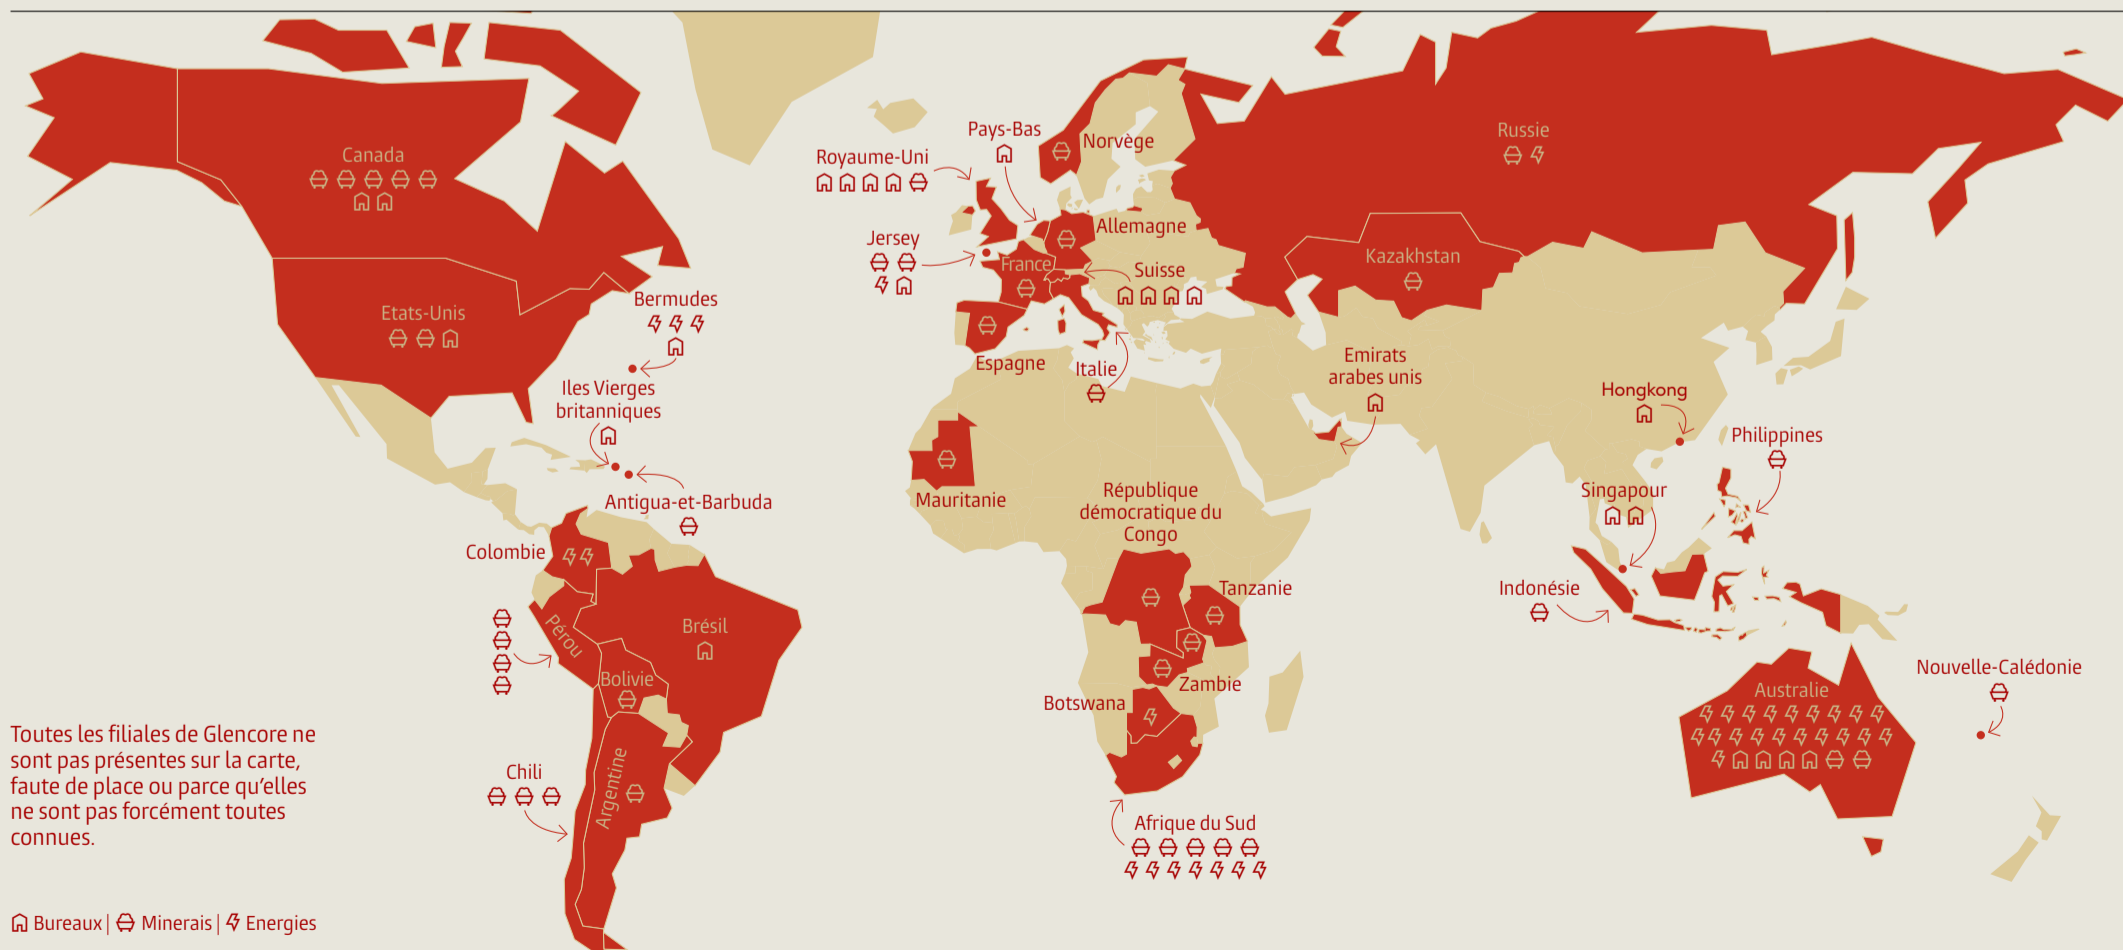 Canada
Etats-Unis
Bermudes
Iles Vierges
britanniques
Antigua-et-Barbuda
Colombie
Pérou
Brésil
Bolivie
Chili
Argentine
Royaume-Uni
Pays-Bas
Norvège
Jersey
Allemagne
France
Suisse
Espagne
Italie
Mauritanie
République
démocratique du
Congo
Tanzanie
Zambie
Botswana
Afrique du Sud
Russie
Kazakhstan
Emirats
arabes unis
Hongkong
Philippines
Singapour
Indonésie
Australie
Nouvelle-Calédonie
Toutes les filiales de Glencore ne
sont pas présentes sur la carte,
faute de place ou parce qu’elles
ne sont pas forcément toutes
connues.
Bureaux | Minerais | Energies